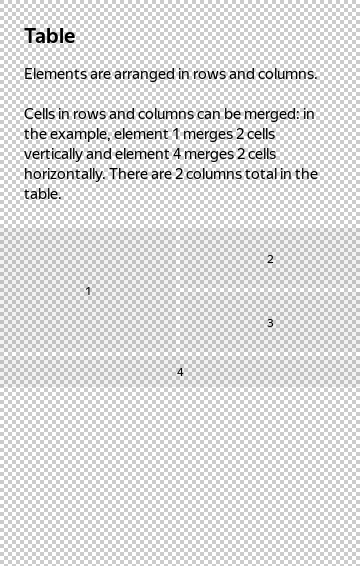 Table
Elements are arranged in rows and columns.
Cells in rows and columns can be merged: in
the example, element 1 merges 2 cells
vertically and element 4 merges 2 cells
horizontally. There are 2 columns total in the
table.
2
1
3
4